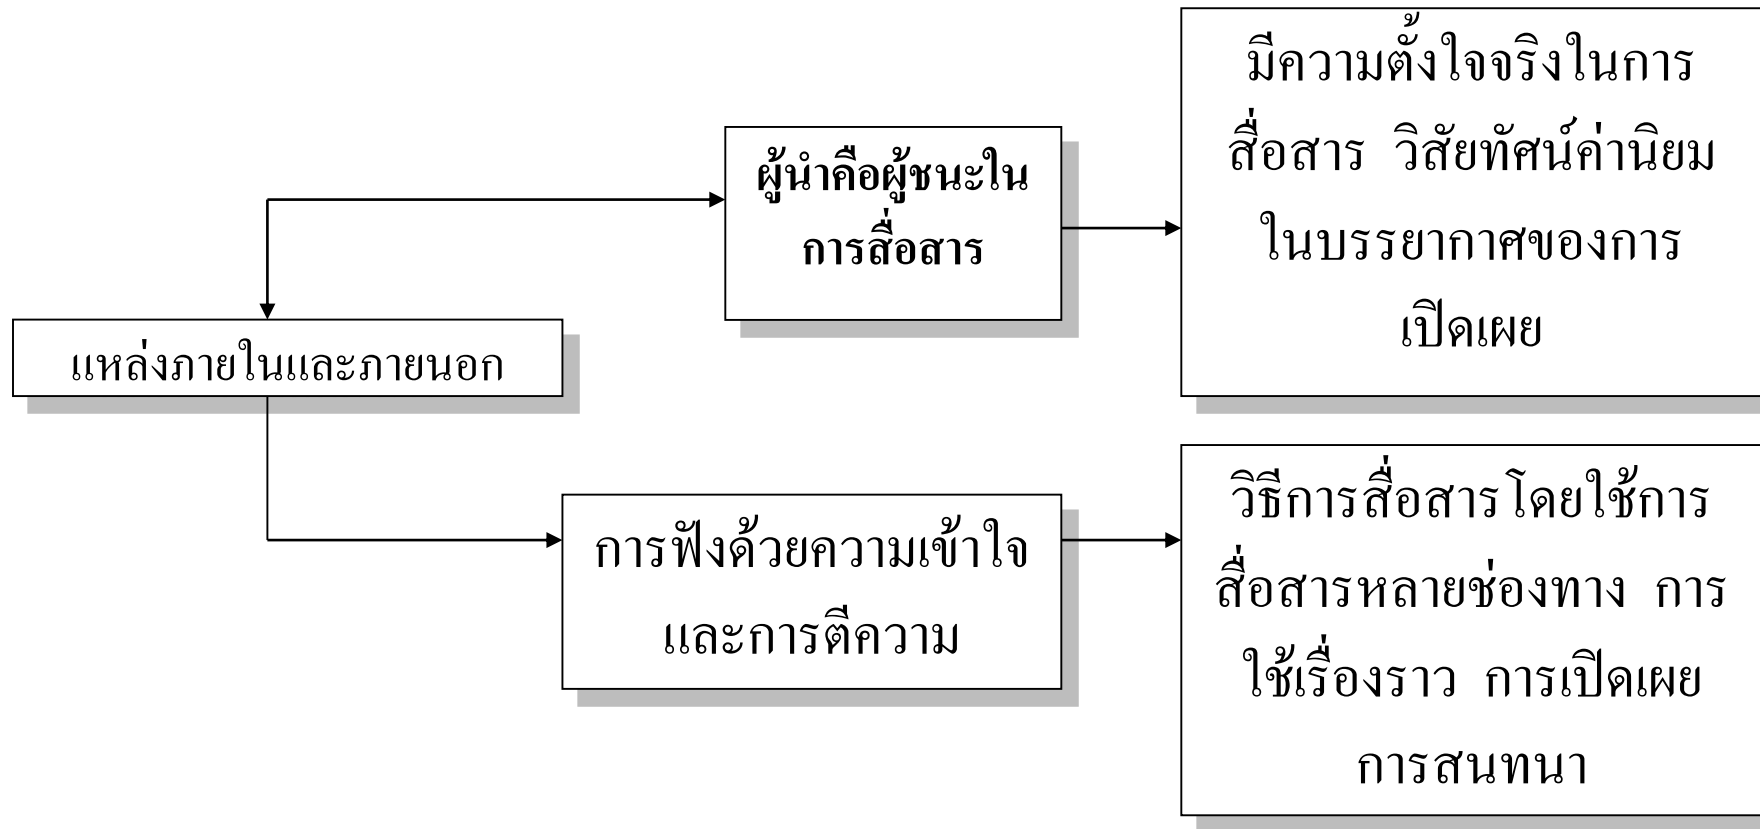 มีความตั้งใจจริงในการ
สื่อสาร วิสัยทัศน์ค่านิยม
ในบรรยากาศของการ
เปิดเผย
ผู้นำคือผู้ชนะใน
การสื่อสาร
แหล่งภายในและภายนอก
การฟังด้วยความเข้าใจ
และการตีความ
วิธีการสื่อสารโดยใช้การ
สื่อสารหลายช่องทาง การ
ใช้เรื่องราว การเปิดเผย
การสนทนา